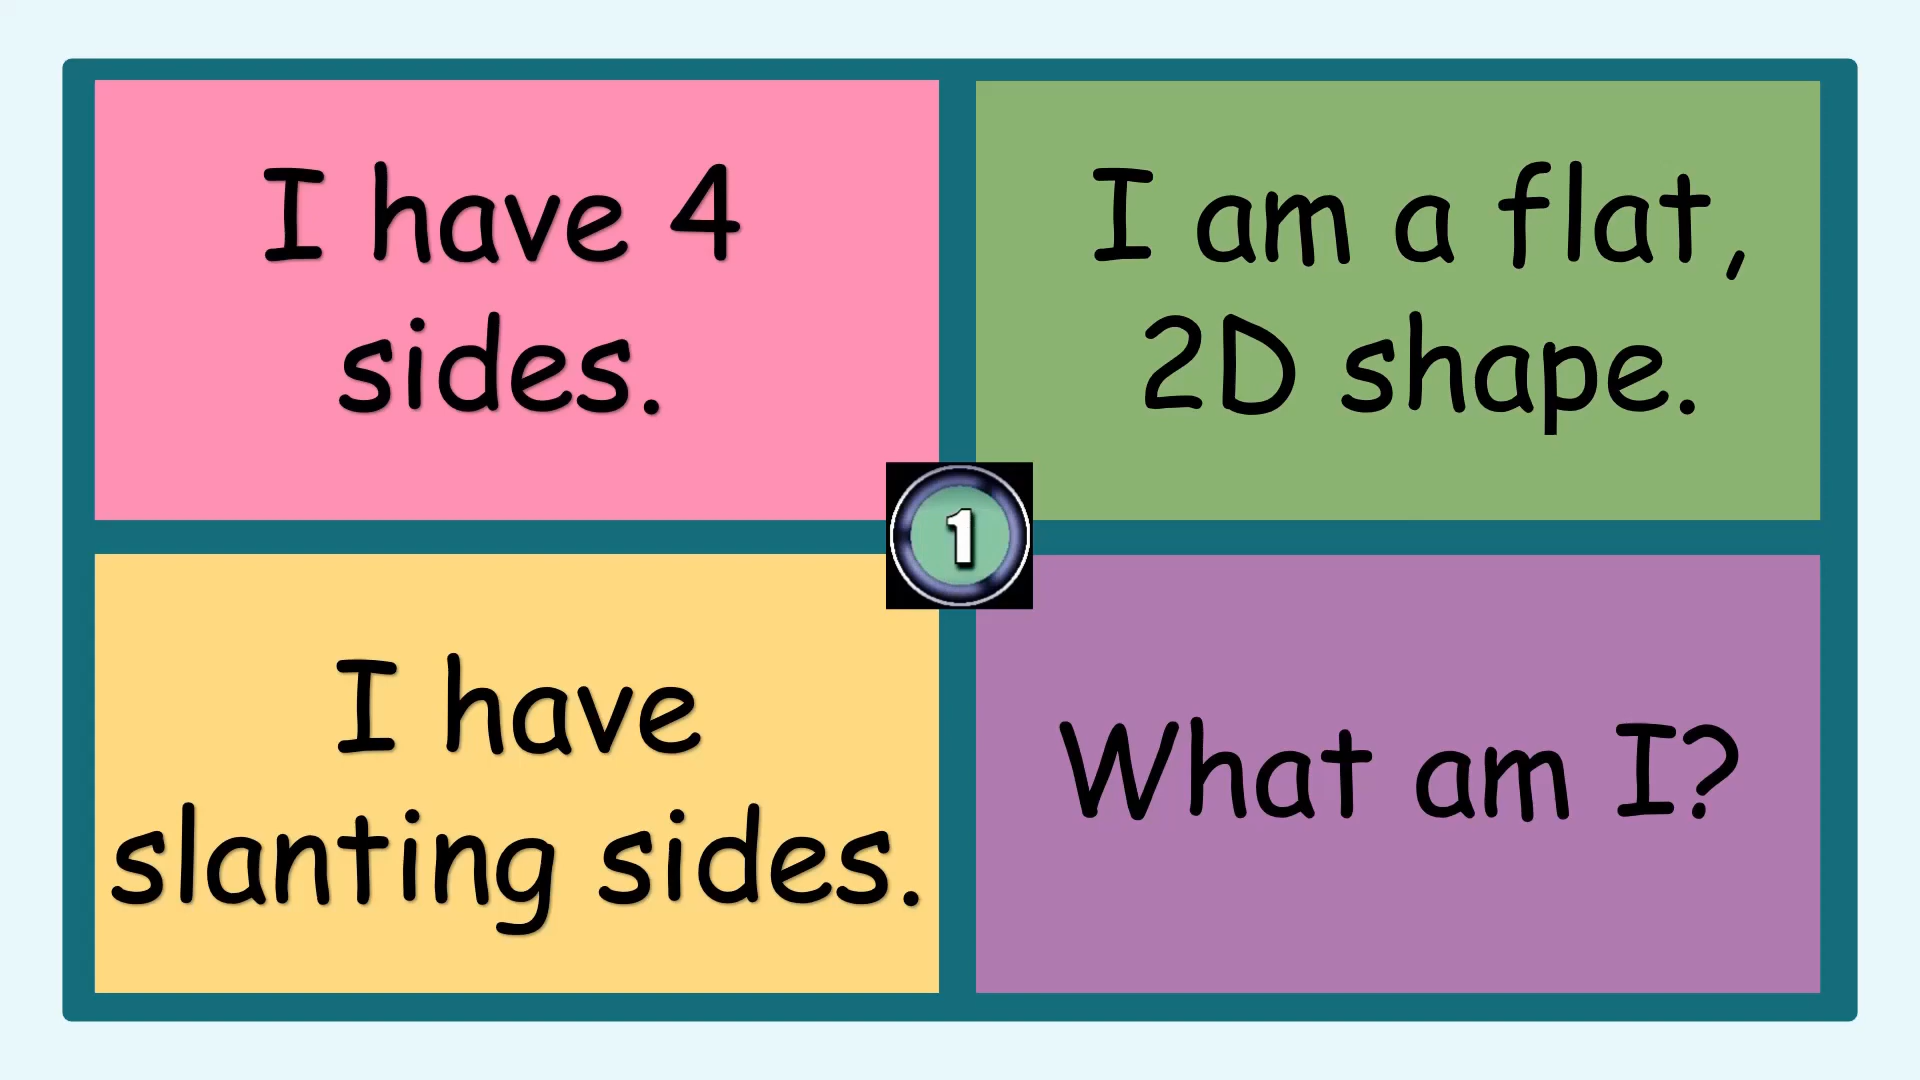 I have 4
sides.
I am a flat,
2D shape.
1
I have
slanting sides.
What am I?